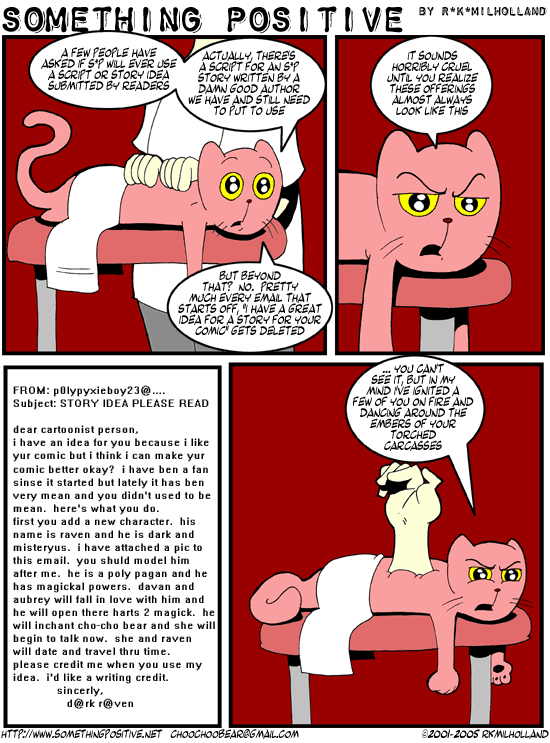 SOMETHING POSITIVE BY R*K*MILHOLLAND
A FEW PEOPLE HAVE
ASKED IF S*P WILL EVER USE
A SCRIPT OR STORY IDEA
SUBMITTED BY READERS
ACTUALLY, THERE'S
A SCRIPT FOR AN S*P
STORY WRITTEN BY A
DAMN GOOD AUTHOR
WE HAVE AND STILL NEED
TO PUT TO USE
BUT BEYOND
THAT? NO. PRETTY
MUCH EVERY EMAIL THAT
STARTS OFF, "I HAVE A GREAT
IDEA FOR A STORY FOR YOUR
COMIC" GETS DELETED
IT SOUNDS
HORRIBLY CRUEL
UNTIL YOU REALIZE
THESE OFFERINGS
ALMOST ALWAYS
LOOK LIKE THIS
FROM: p0lypyxieboy23@....
Subject: STORY IDEA PLEASE READ
dear cartoonist person,
i have an idea for you because i like
yur comic but i think i can make yur
comic better okay? i have ben a fan
sinse it started but lately it has ben
very mean and you didn't used to be
mean. here's what you do.
first you add a new character. his
name is raven and he is dark and
misteryus. i have attached a pic to
this email. you shuld model him
after me. he is a poly pagan and he
has magickal powers. davan and
aubrey will fall in love with him and
he will open there harts 2 magick. he
will inchant cho-cho bear and she will
begin to talk now. she and raven
will date and travel thru time.
please credit me when you use my
idea. i'd like a writing credit.
sincerly,
d@rk r@ven
... YOU CAN'T
SEE IT, BUT IN MY
MIND I'VE IGNITED A
FEW OF YOU ON FIRE AND
DANCING AROUND THE
EMBERS OF YOUR
TORCHED
CARCASSES
HTTP://WWW.SOMETHINGPOSITIVE.NET CHOOCHOOBEAR@GMAIL.COM ©2001-2005 RKMILHOLLAND